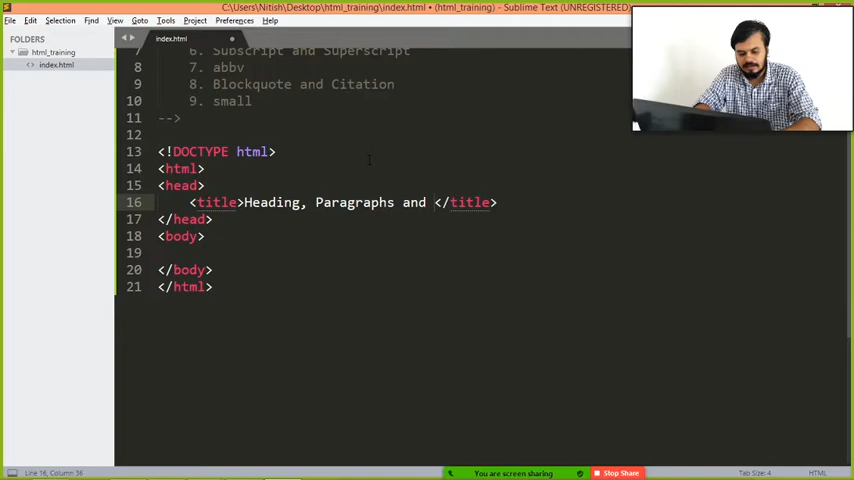 C:\Users\Nitish\Desktop\html_training\index.html • (html_training) - Sublime Text (UNREGISTERED)
File Edit Selection Find View Goto Tools Project Preferences Help
FOLDERS
html_training
index.html
index.html
7 6. Subscript and Superscript
8 7. abbv
9 8. Blockquote and Citation
10 9. small
11 -->
12
13 <!DOCTYPE html>
14 <html>
15 <head>
16 <title>Heading, Paragraphs and </title>
17 </head>
18 <body>
19
20 </body>
21 </html>
Line 16, Column 36
You are screen sharing
Stop Share
Tab Size: 4
HTML